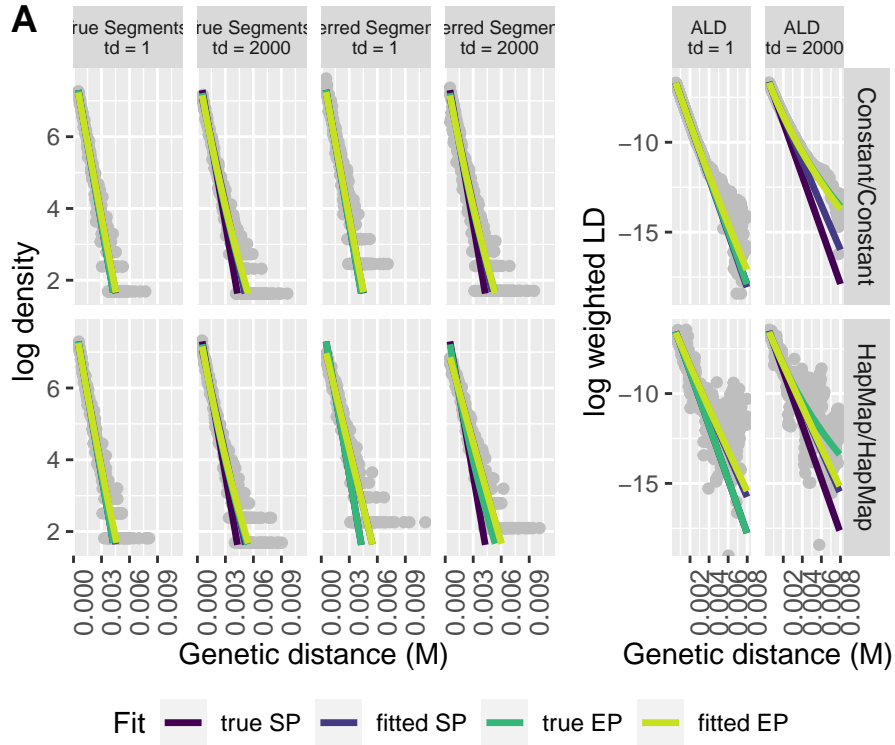 A
rue Segments
td = 1
rue Segments
td = 2000
erred Segmen
td = 1
erred Segmen
td = 2000
ALD
td = 1
ALD
td = 2000
log density
6
4
2
6
4
2
0.000
0.003
0.006
0.009
0.000
0.003
0.006
0.009
0.000
0.003
0.006
0.009
0.000
0.003
0.006
0.009
Genetic distance (M)
log weighted LD
−10
−15
−10
−15
0.002
0.004
0.006
0.008
0.002
0.004
0.006
0.008
Genetic distance (M)
Constant/Constant
HapMap/HapMap
Fit
true SP
fitted SP
true EP
fitted EP